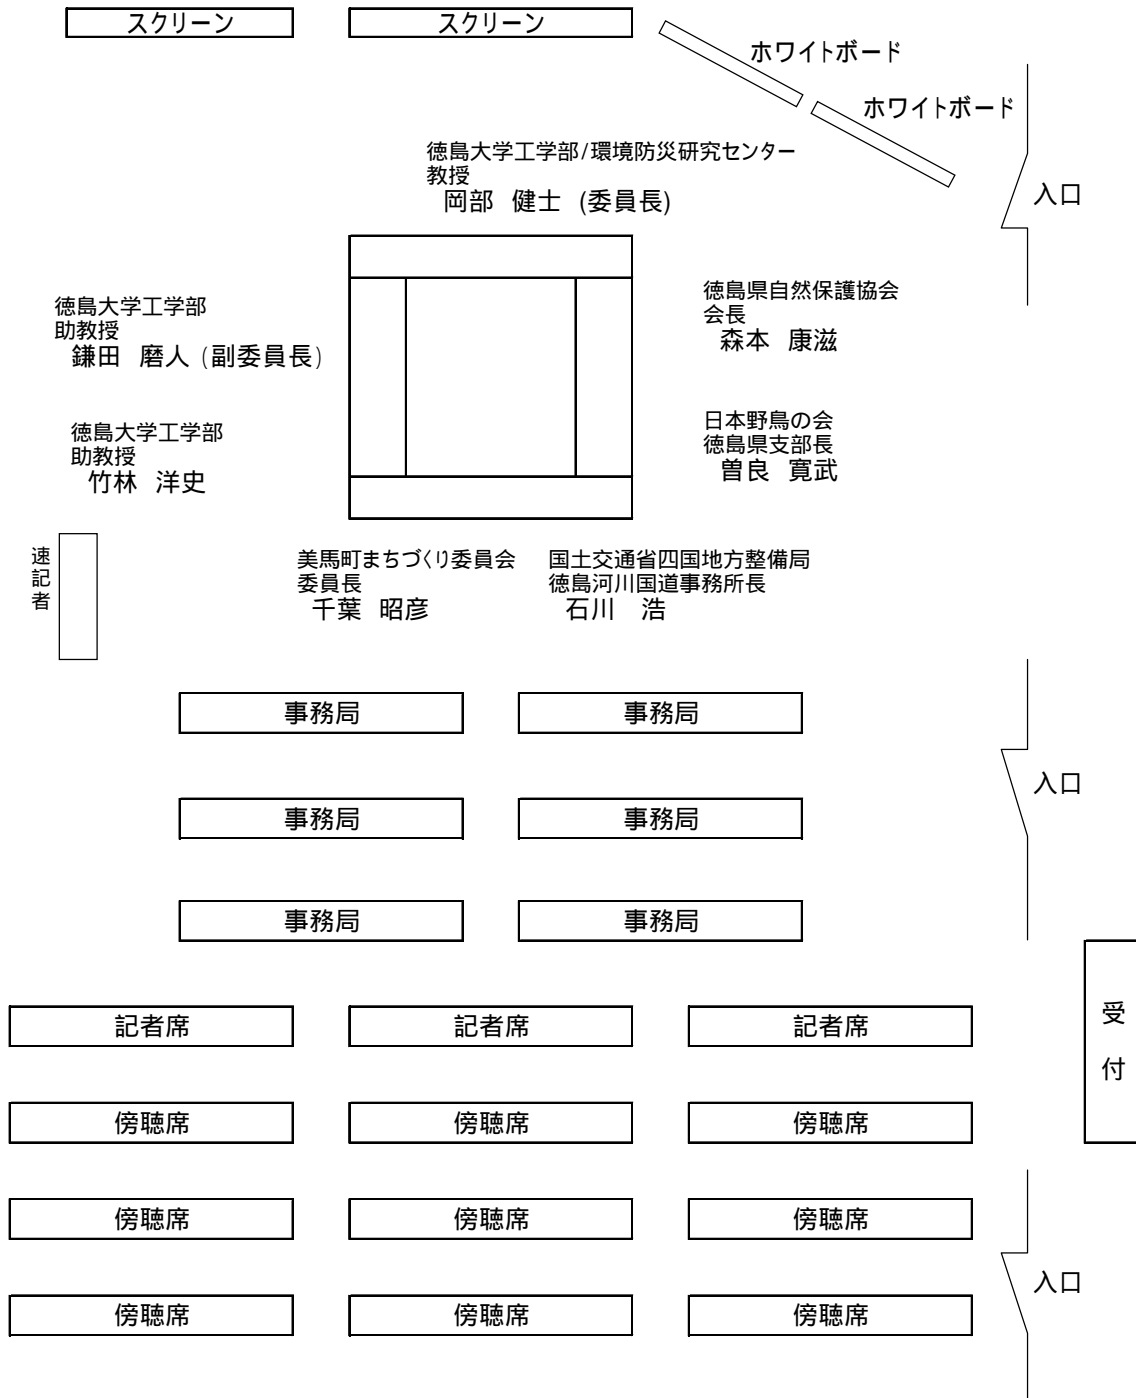 スクリーン
スクリーン
ホワイトボード
ホワイトボード
入口
徳島大学工学部/環境防災研究センター
教授
岡部 健士 (委員長)
徳島大学工学部
助教授
鎌田 磨人 (副委員長)
徳島県自然保護協会
会長
森本 康滋
徳島大学工学部
助教授
竹林 洋史
日本野鳥の会
徳島県支部長
曽良 寛武
速記者
美馬町まちづくり委員会
委員長
千葉 昭彦
国土交通省四国地方整備局
徳島河川国道事務所長
石川 浩
事務局
事務局
入口
事務局
事務局
事務局
事務局
受付
記者席
記者席
記者席
傍聴席
傍聴席
傍聴席
傍聴席
傍聴席
傍聴席
入口
傍聴席
傍聴席
傍聴席